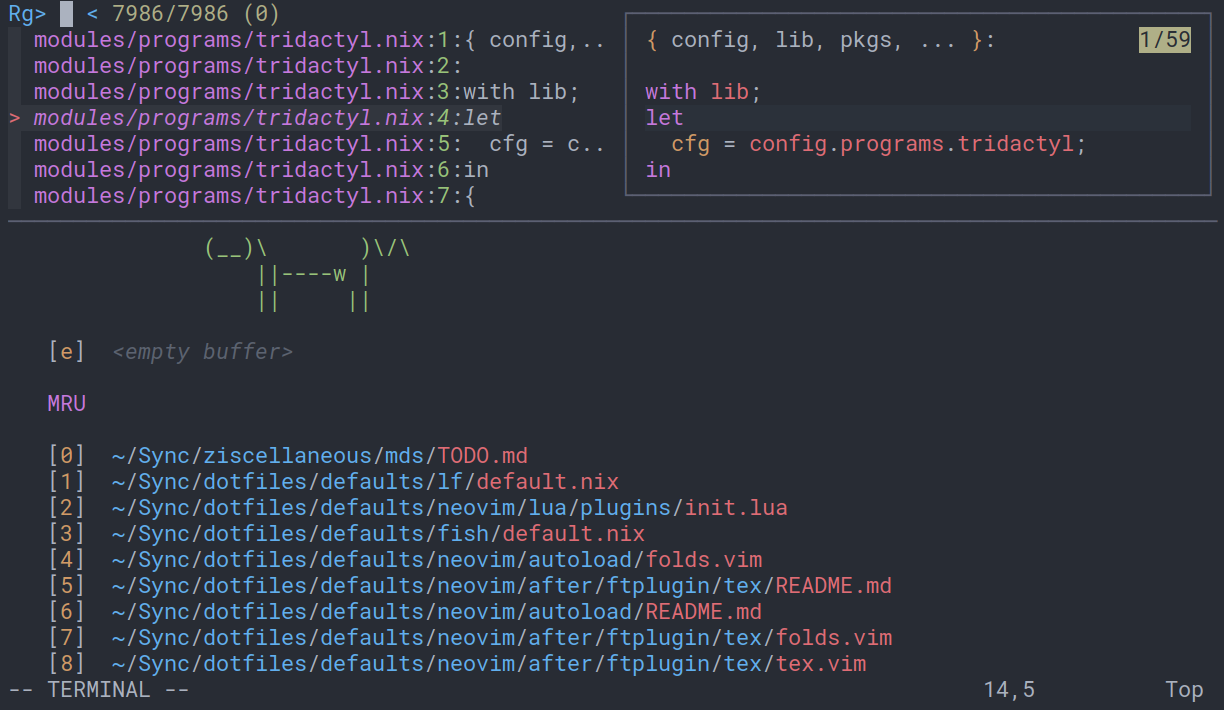 Rg>   < 7986/7986 (0)
modules/programs/tridactyl.nix:1:{ config,..
modules/programs/tridactyl.nix:2:
modules/programs/tridactyl.nix:3:with lib;
> modules/programs/tridactyl.nix:4:let
modules/programs/tridactyl.nix:5:  cfg = c..
modules/programs/tridactyl.nix:6:in
modules/programs/tridactyl.nix:7:{
{ config, lib, pkgs, ... }: 1/59
with lib;
let
  cfg = config.programs.tridactyl;
in
            (__)\       )\/\
                ||----w |
                ||     ||
[e]  <empty buffer>
MRU
[0]  ~/Sync/ziscellaneous/mds/TODO.md
[1]  ~/Sync/dotfiles/defaults/lf/default.nix
[2]  ~/Sync/dotfiles/defaults/neovim/lua/plugins/init.lua
[3]  ~/Sync/dotfiles/defaults/fish/default.nix
[4]  ~/Sync/dotfiles/defaults/neovim/autoload/folds.vim
[5]  ~/Sync/dotfiles/defaults/neovim/after/ftplugin/tex/README.md
[6]  ~/Sync/dotfiles/defaults/neovim/autoload/README.md
[7]  ~/Sync/dotfiles/defaults/neovim/after/ftplugin/tex/folds.vim
[8]  ~/Sync/dotfiles/defaults/neovim/after/ftplugin/tex/tex.vim
-- TERMINAL -- 14,5 Top